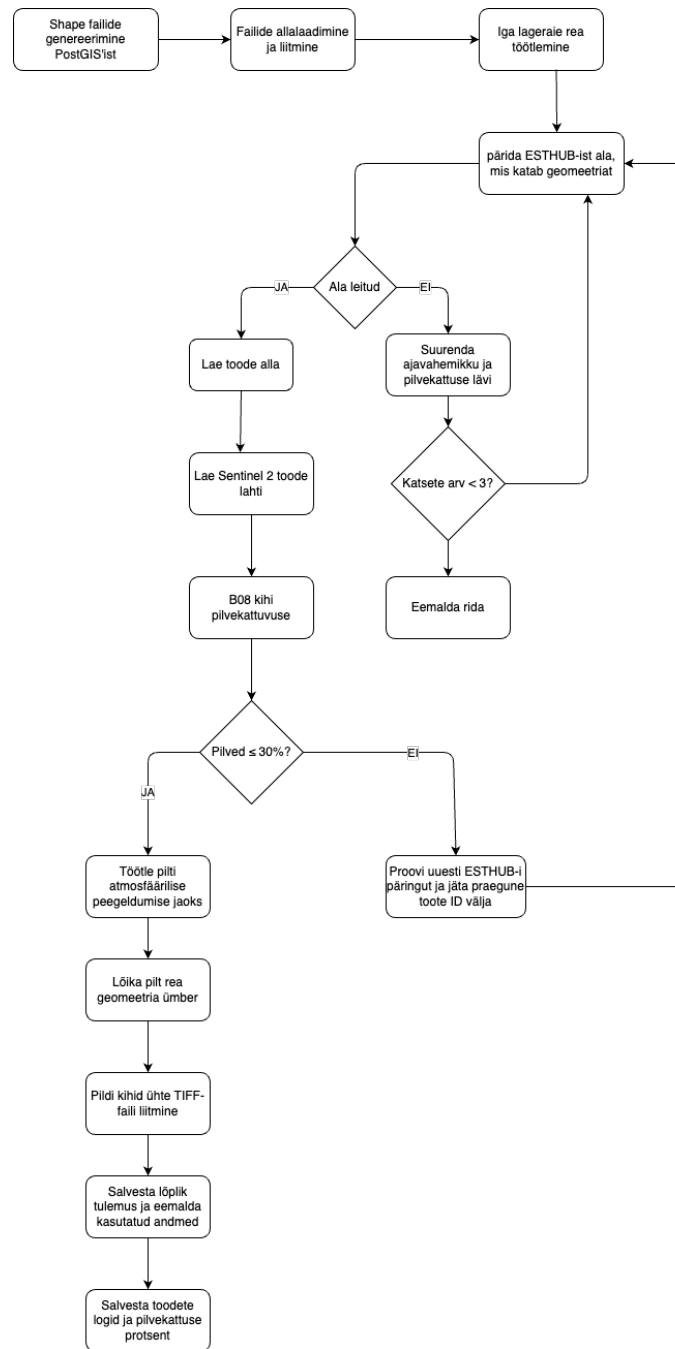 Shape failide
genereerimine
PostGIS'ist
Failide allalaadimine
ja liitmine
Iga lageraie rea
töötlemine
pärida ESTHUB-ist ala,
mis katab geomeetriat
Ala leitud
JA
EI
Lae toode alla
Suurenda
ajavahemikku ja
pilvekattuse lävi
Lae Sentinel 2 toode
lahti
Katsete arv < 3?
B08 kihi
pilvekattuvuse
Eemalda rida
Pilved ≤ 30%?
EI
JA
Töötle pilti
atmosfäärilise
peegeldumise jaoks
Proovi uuesti ESTHUB-i
päringut ja jäta praegune
toote ID välja
Lõika pilt rea
geomeetria ümber
Pildi kihid ühte TIFF-
faili liitmine
Salvesta lõplik
tulemus ja eemalda
kasutatud andmed
Salvesta toodete
logid ja pilvekattuse
protsent